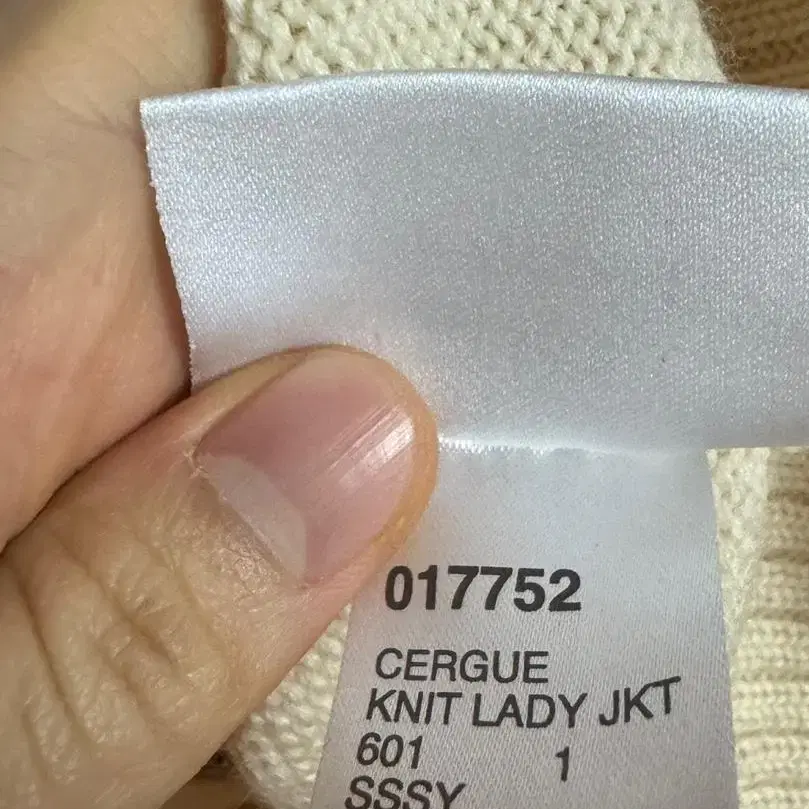 017752
CERGUE
KNIT LADY JKT
601 1
SSSY